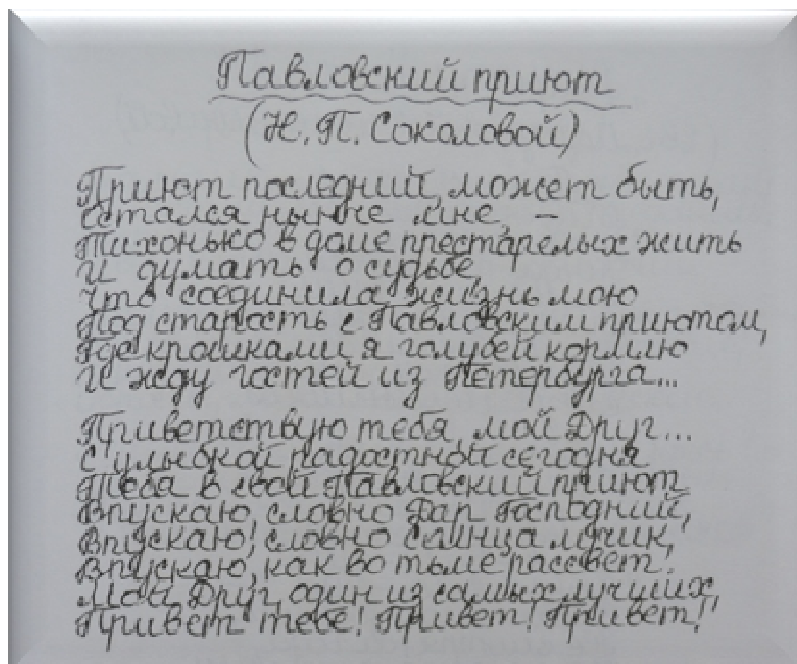 Павловский приют
(Н. П. Соколовой)
Приют последний, может быть,
остался нынче мне, –
Тихонько в доме престарелых жить
И думать о судьбе,
Что соединила жизнь мою
Под старость с Павловским приютом,
Где крошками я голубей кормлю
И жду гостей из Петербурга...
Приветствую тебя, мой Друг...
С улыбкой радостной сегодня
Тебя в свой Павловский приют
Впускаю, словно Дар Господний,
Впускаю, словно солнца лучик,
Впускаю, как во тьме рассвет.
Мой Друг, один из самых лучших,
Привет тебе! Привет! Привет!